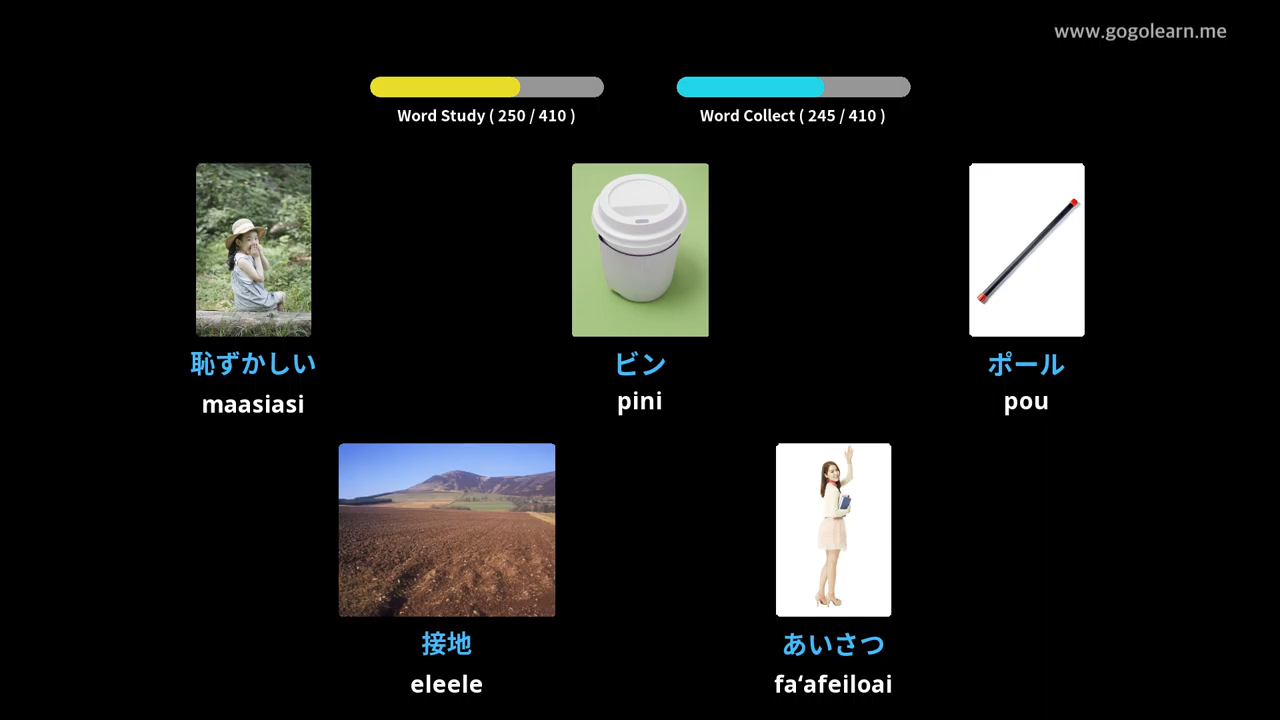 www.gogolearn.me
Word Study ( 250 / 410 )
Word Collect ( 245 / 410 )
恥ずかしい
maasiasi
ビン
pini
ポール
pou
接地
eleele
あいさつ
fa‘afeiloai